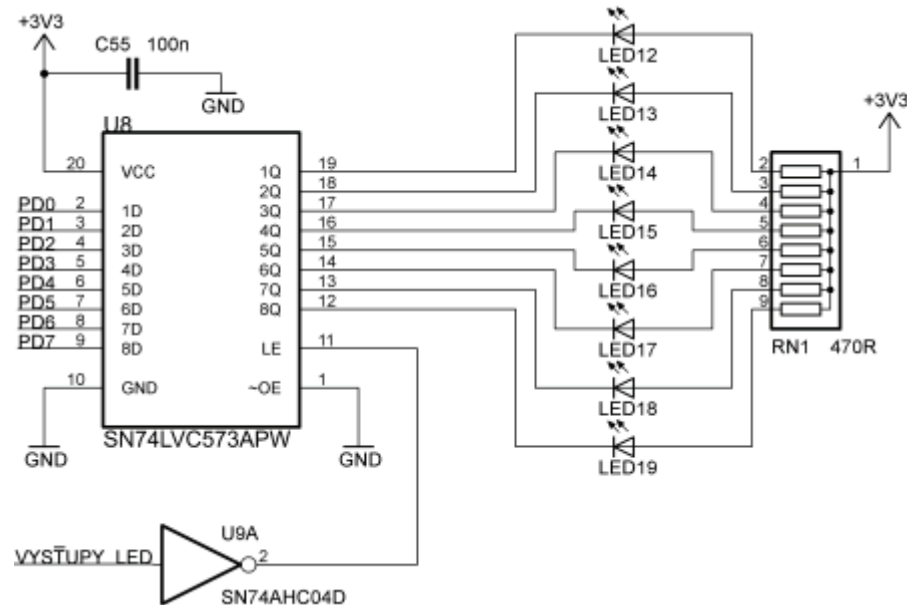 +3V3
C55 100n
GND
U8
20 VCC 1Q 19
2Q 18
PD0 2 1D 3Q 17
PD1 3 2D 4Q 16
PD2 4 3D 5Q 15
PD3 5 4D 6Q 14
PD4 6 5D 7Q 13
PD5 7 6D 8Q 12
PD6 8 7D
PD7 9 8D LE 11
10 GND ~OE 1
GND
SN74LVC573APW
GND
LED12
LED13
LED14
LED15
LED16
LED17
LED18
LED19
+3V3
2 1
3
4
5
6
7
8
9
RN1 470R
VYSTUPY_LED
U9A
2
SN74AHC04D